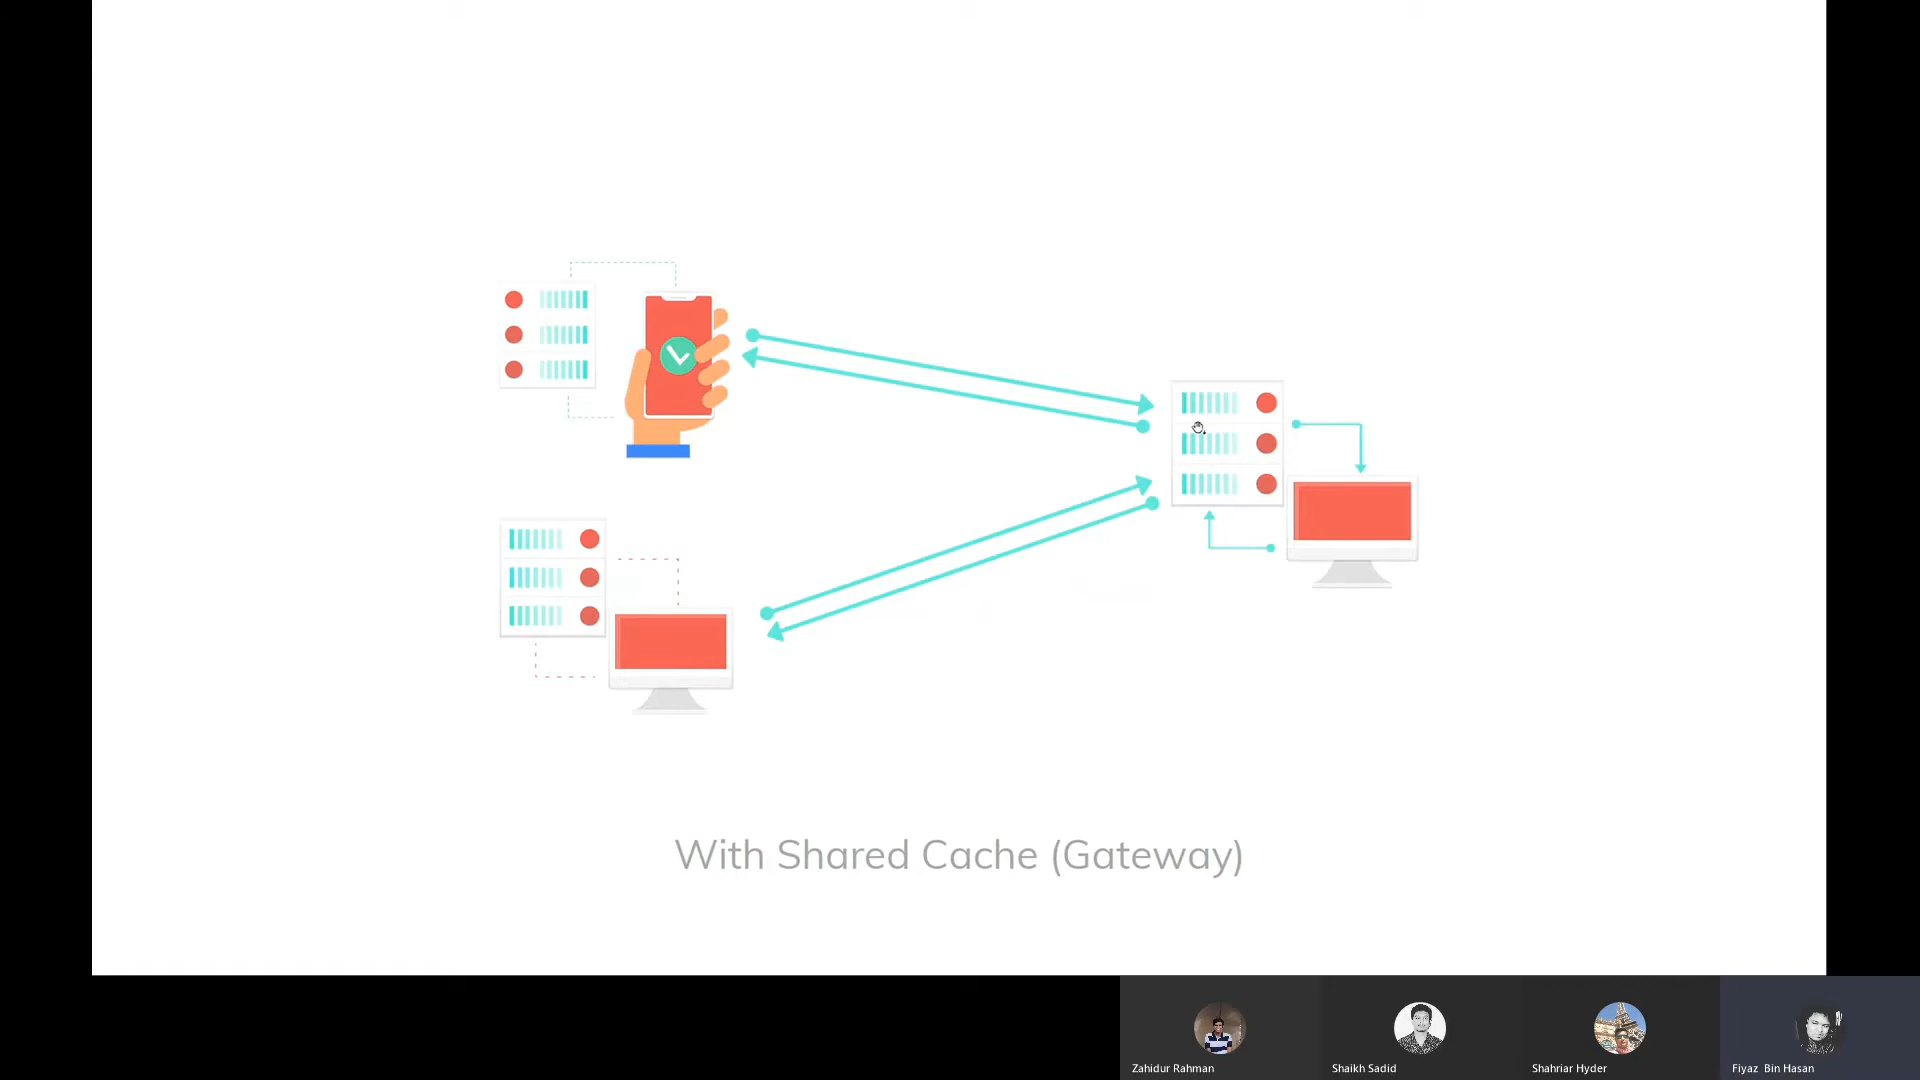 With Shared Cache (Gateway)
Zahidur Rahman
Shaikh Sadid
Shahriar Hyder
Fiyaz Bin Hasan